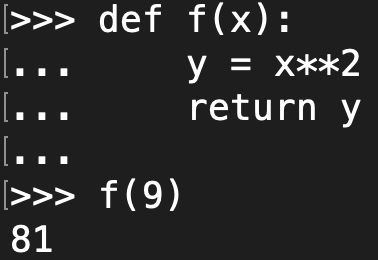 >>> def f(x):
...     y = x**2
...     return y
...
>>> f(9)
81